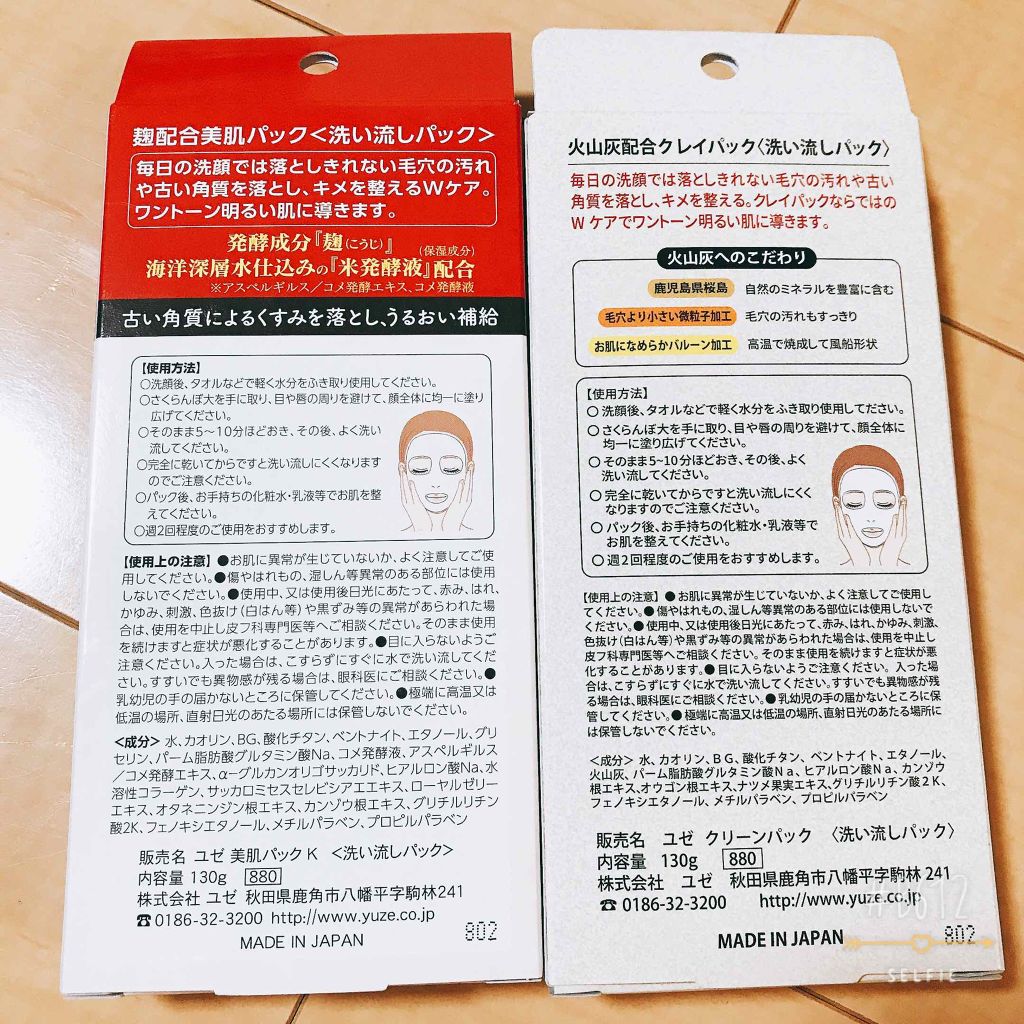 麹配合美肌パック＜洗い流しパック＞
毎日の洗顔では落としきれない毛穴の汚れ
や古い角質を落とし、キメを整えるWケア。
ワントーン明るい肌に導きます。
発酵成分『麹(こうじ)』
(保湿成分)
海洋深層水仕込みの『米発酵液』配合
※アスペルギルス／コメ発酵エキス、コメ発酵液
古い角質によるくすみを落とし、うるおい補給
【使用方法】
○洗顔後、タオルなどで軽く水分をふき取り使用してください。
○さくらんぼ大を手に取り、目や唇の周りを避けて、顔全体に均一に塗り
広げてください。
○そのまま5～10分ほどおき、その後、よく洗い
流してください。
○完全に乾いてからですと洗い流しにくくなります
のでご注意ください。
○パック後、お手持ちの化粧水・乳液等でお肌を整
えてください。
○週2回程度のご使用をおすすめします。
【使用上の注意】●お肌に異常が生じていないか、よく注意してご使
用してください。●傷やはれもの、湿しん等異常のある部位には使用
しないでください。●使用中、又は使用後日光にあたって、赤み、はれ、
かゆみ、刺激、色抜け(白はん等)や黒ずみ等の異常があらわれた場
合は、使用を中止し皮フ科専門医等へご相談ください。そのまま使用
を続けますと症状が悪化することがあります。●目に入らないようご
注意ください。入った場合は、こすらずにすぐに水で洗い流してくだ
さい。すすいでも異物感が残る場合は、眼科医にご相談ください。●
乳幼児の手の届かないところに保管してください。●極端に高温又は
低温の場所、直射日光のあたる場所には保管しないでください。
＜成分＞ 水、カオリン、BG、酸化チタン、ベントナイト、エタノール、グリ
セリン、パーム脂肪酸グルタミン酸Na、コメ発酵液、アスペルギルス
／コメ発酵エキス、α-グルカンオリゴサッカリド、ヒアルロン酸Na、水
溶性コラーゲン、サッカロミセスセレビシアエエキス、ローヤルゼリー
エキス、オタネニンジン根エキス、カンゾウ根エキス、グリチルリチン
酸2K、フェノキシエタノール、メチルパラベン、プロピルパラベン
販売名 ユゼ 美肌パック K ＜洗い流しパック＞
内容量 130g 880
株式会社 ユゼ 秋田県鹿角市八幡平字駒林 241
☎0186-32-3200 http://www.yuze.co.jp
MADE IN JAPAN
802
火山灰配合クレイパック〈洗い流しパック〉
毎日の洗顔では落としきれない毛穴の汚れや古い
角質を落とし、キメを整える。クレイパックならではの
W ケアでワントーン明るい肌に導きます。
火山灰へのこだわり
鹿児島県桜島 自然のミネラルを豊富に含む
毛穴より小さい微粒子加工 毛穴の汚れもすっきり
お肌になめらかバルーン加工 高温で焼成して風船形状
【使用方法】
○ 洗顔後、タオルなどで軽く水分をふき取り使用してださい。
○ さくらんぼ大を手に取り、目や唇の周りを避けて、顔全体に
均一に塗り広げてください。
○ そのまま5~10分ほどおき、その後、よく
洗い流してください。
○ 完全に乾いてからですと洗い流しにくく
なりますのでご注意ください。
○ パック後、お手持ちの化粧水・乳液等で
お肌を整えてください。
○ 週2回程度のご使用をおすすめします。
【使用上の注意】● お肌に異常が生じていないか、よく注意してご使用し
てください。● 傷やはれもの、湿しん等異常のある部位には使用しないで
ください。● 使用中、又は使用後日光にあたって、赤み、はれ、かゆみ、刺激、
色抜け(白はん等)や黒ずみ等の異常があらわれた場合は、使用を中止し
皮フ科専門医等へご相談ください。そのまま使用を続けますと症状が悪
化することがあります。● 目に入らないようご注意ください。入った場
合は、こすらずにすぐに水で洗い流してください。すすいでも異物感が残
る場合は、眼科医にご相談ください。● 乳幼児の手の届かないところに保
管してください。● 極端に高温又は低温の場所、直射日光のあたる場所に
は保管しないでください。
＜成分＞ 水、カオリン、BG、酸化チタン、ベントナイト、エタノール、
火山灰、パーム脂肪酸グルタミン酸Na、ヒアルロン酸Na、カンゾウ
根エキス、オウゴン根エキス、ナツメ果実エキス、グリチルリチン酸2K、
フェノキシエタノール、メチルパラベン、プロピルパラベン
販売名 ユゼ クリーンパック 〈洗い流しパック〉
内容量 130g 880
株式会社 ユゼ 秋田県鹿角市八幡平字駒林 241
☎ 0186-32-3200 http://www.yuze.co.jp
#B612
MADE IN JAPAN
802
SELFIE